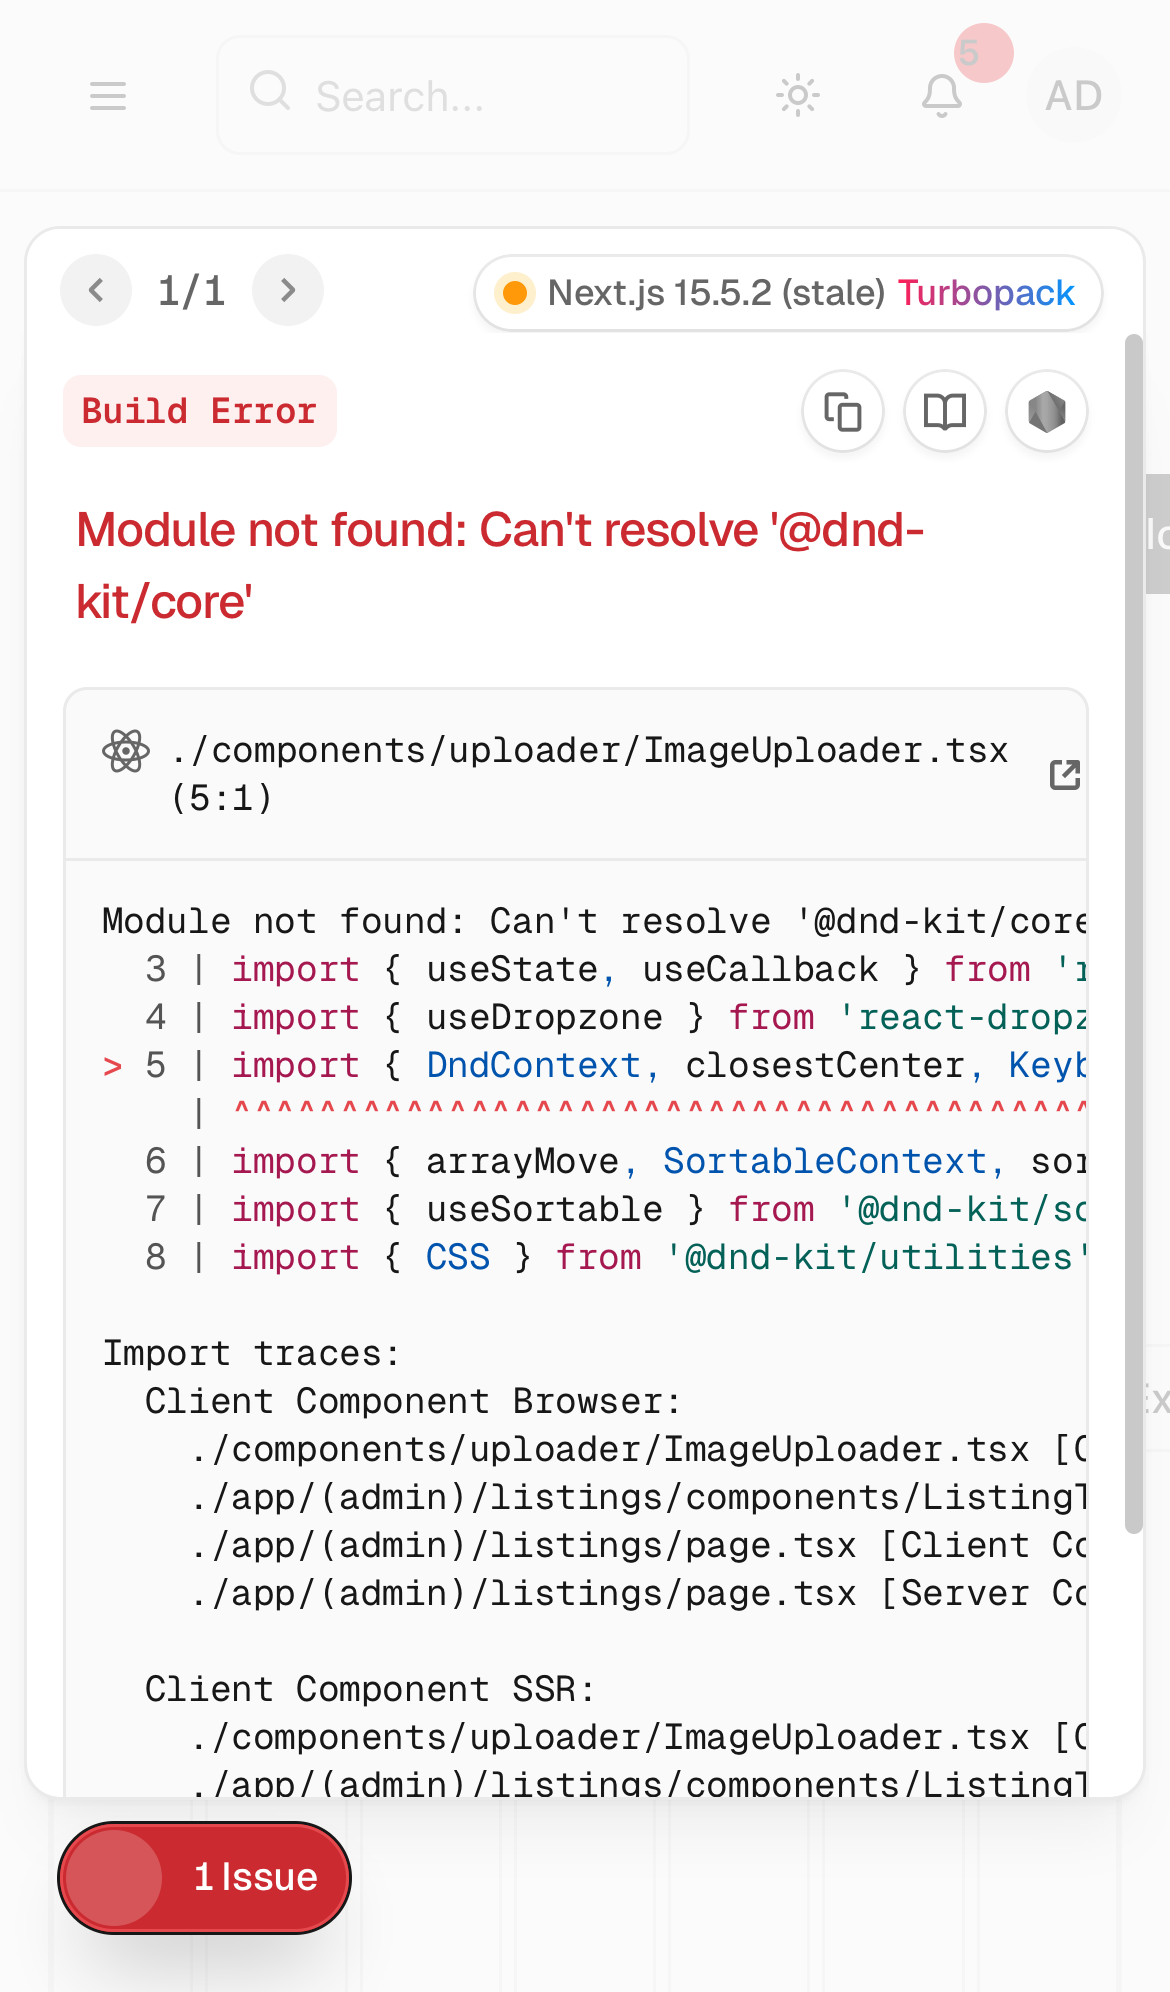 Search...
5
AD
1/1
Next.js 15.5.2 (stale) Turbopack
Build Error
Module not found: Can't resolve '@dnd-
kit/core'
./components/uploader/ImageUploader.tsx
(5:1)
Module not found: Can't resolve '@dnd-kit/core
3 | import { useState, useCallback } from 'r
4 | import { useDropzone } from 'react-dropz
> 5 | import { DndContext, closestCenter, Keyb
| ^^^^^^^^^^^^^^^^^^^^^^^^^^^^^^^^^^^^^^^^
6 | import { arrayMove, SortableContext, sor
7 | import { useSortable } from '@dnd-kit/so
8 | import { CSS } from '@dnd-kit/utilities'
Import traces:
Client Component Browser:
./components/uploader/ImageUploader.tsx [C
./app/(admin)/listings/components/ListingT
./app/(admin)/listings/page.tsx [Client Co
./app/(admin)/listings/page.tsx [Server Co
Client Component SSR:
./components/uploader/ImageUploader.tsx [C
./app/(admin)/listings/components/ListingT
1 Issue